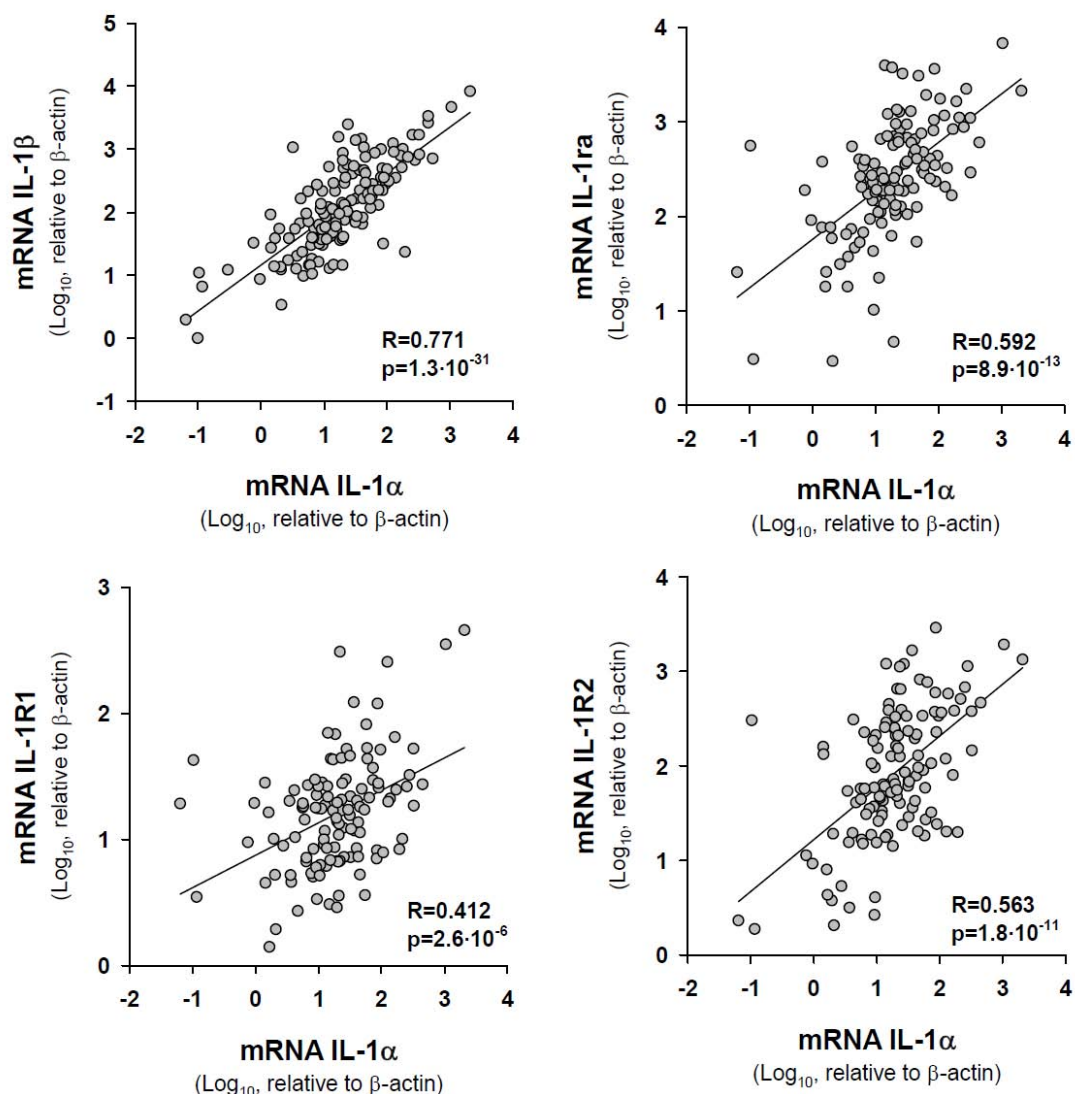 5
4
3
2
1
0
-1
-2 -1 0 1 2 3 4
mRNA IL-1β
(Log10, relative to β-actin)
R=0.771
p=1.3·10-31
mRNA IL-1α
(Log10, relative to β-actin)
4
3
2
1
0
-2 -1 0 1 2 3 4
mRNA IL-1ra
(Log10, relative to β-actin)
R=0.592
p=8.9·10-13
mRNA IL-1α
(Log10, relative to β-actin)
3
2
1
0
-2 -1 0 1 2 3 4
mRNA IL-1R1
(Log10, relative to β-actin)
R=0.412
p=2.6·10-6
mRNA IL-1α
(Log10, relative to β-actin)
4
3
2
1
0
-2 -1 0 1 2 3 4
mRNA IL-1R2
(Log10, relative to β-actin)
R=0.563
p=1.8·10-11
mRNA IL-1α
(Log10, relative to β-actin)